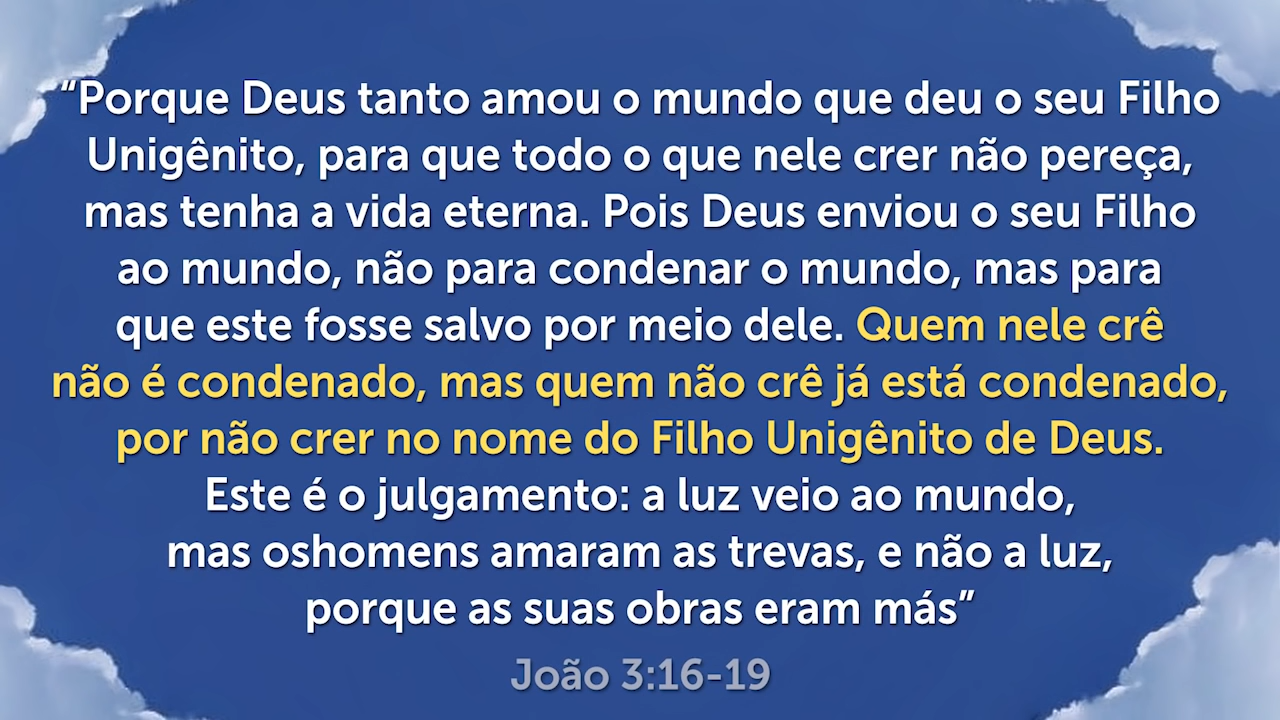 “Porque Deus tanto amou o mundo que deu o seu Filho
Unigênito, para que todo o que nele crer não pereça,
mas tenha a vida eterna. Pois Deus enviou o seu Filho
ao mundo, não para condenar o mundo, mas para
que este fosse salvo por meio dele. Quem nele crê
não é condenado, mas quem não crê já está condenado,
por não crer no nome do Filho Unigênito de Deus.
Este é o julgamento: a luz veio ao mundo,
mas oshomens amaram as trevas, e não a luz,
porque as suas obras eram más”
João 3:16-19